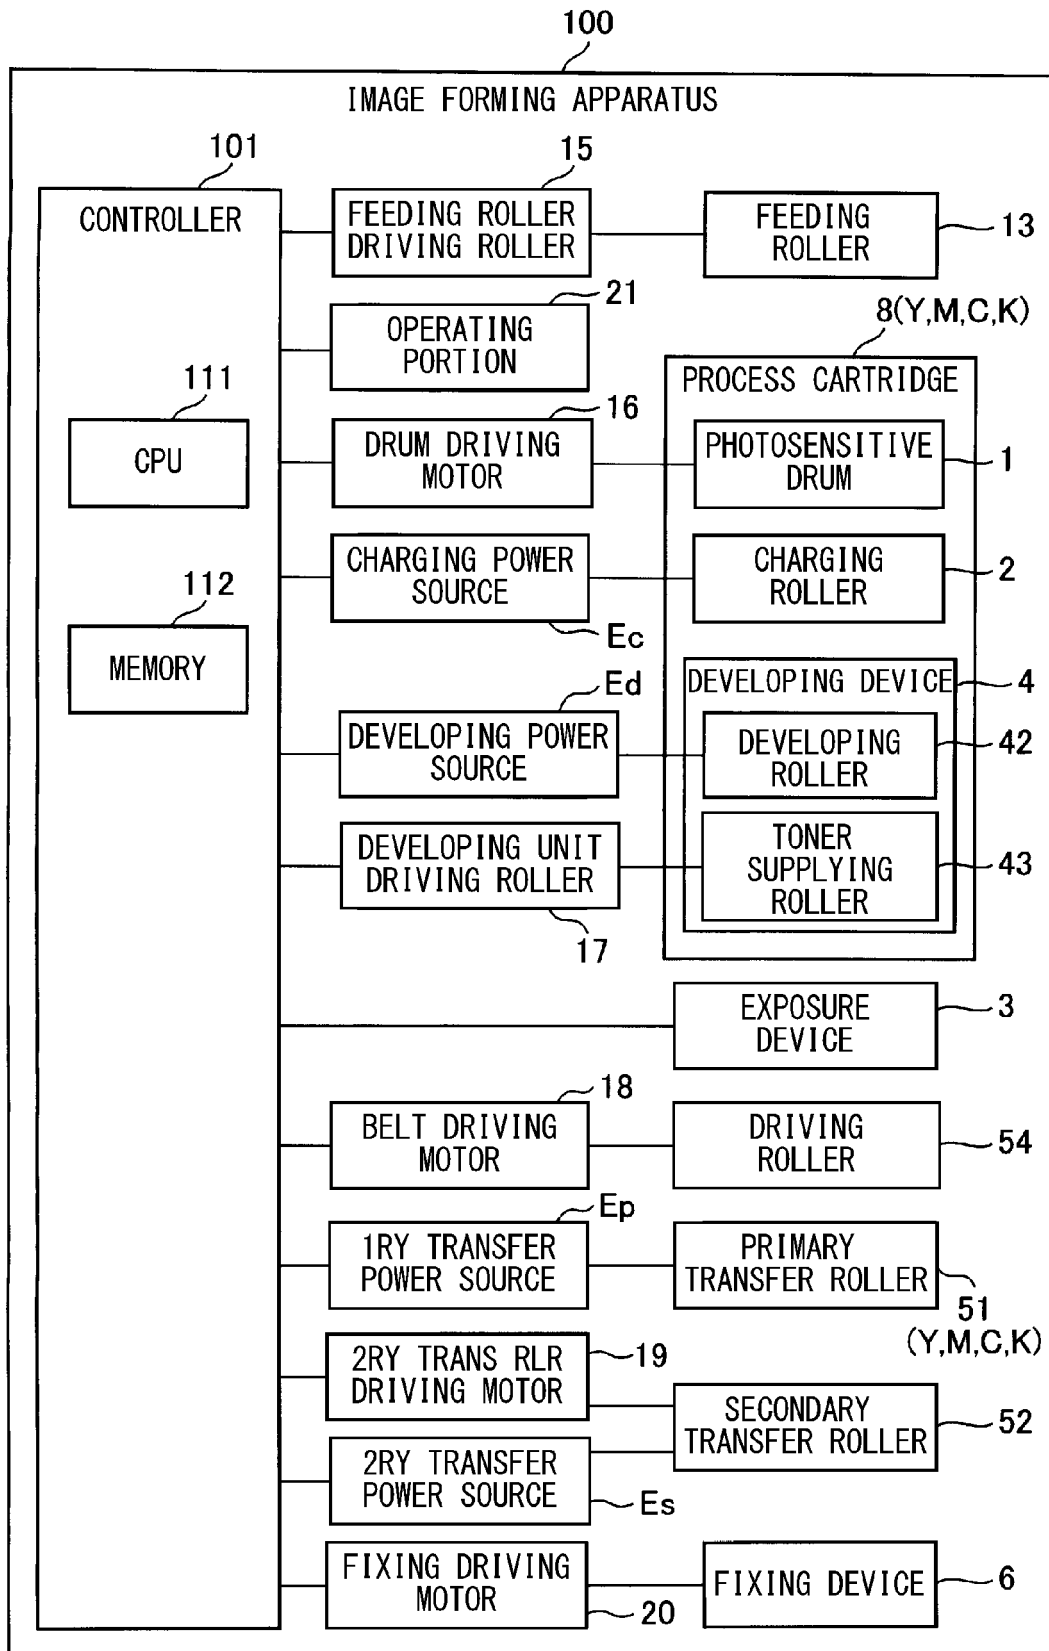 100
IMAGE FORMING APPARATUS
101
CONTROLLER
111
CPU
112
MEMORY
15
FEEDING ROLLER
DRIVING ROLLER
FEEDING
ROLLER
13
21
OPERATING
PORTION
8(Y,M,C,K)
PROCESS CARTRIDGE
16
DRUM DRIVING
MOTOR
PHOTOSENSITIVE
DRUM
1
CHARGING POWER
SOURCE
Ec
CHARGING
ROLLER
2
DEVELOPING DEVICE
4
Ed
DEVELOPING POWER
SOURCE
DEVELOPING
ROLLER
42
DEVELOPING UNIT
DRIVING ROLLER
17
TONER
SUPPLYING
ROLLER
43
EXPOSURE
DEVICE
3
18
BELT DRIVING
MOTOR
DRIVING
ROLLER
54
Ep
1RY TRANSFER
POWER SOURCE
PRIMARY
TRANSFER ROLLER
51
(Y,M,C,K)
2RY TRANS RLR
DRIVING MOTOR
19
SECONDARY
TRANSFER ROLLER
52
2RY TRANSFER
POWER SOURCE
Es
FIXING DRIVING
MOTOR
20
FIXING DEVICE
6